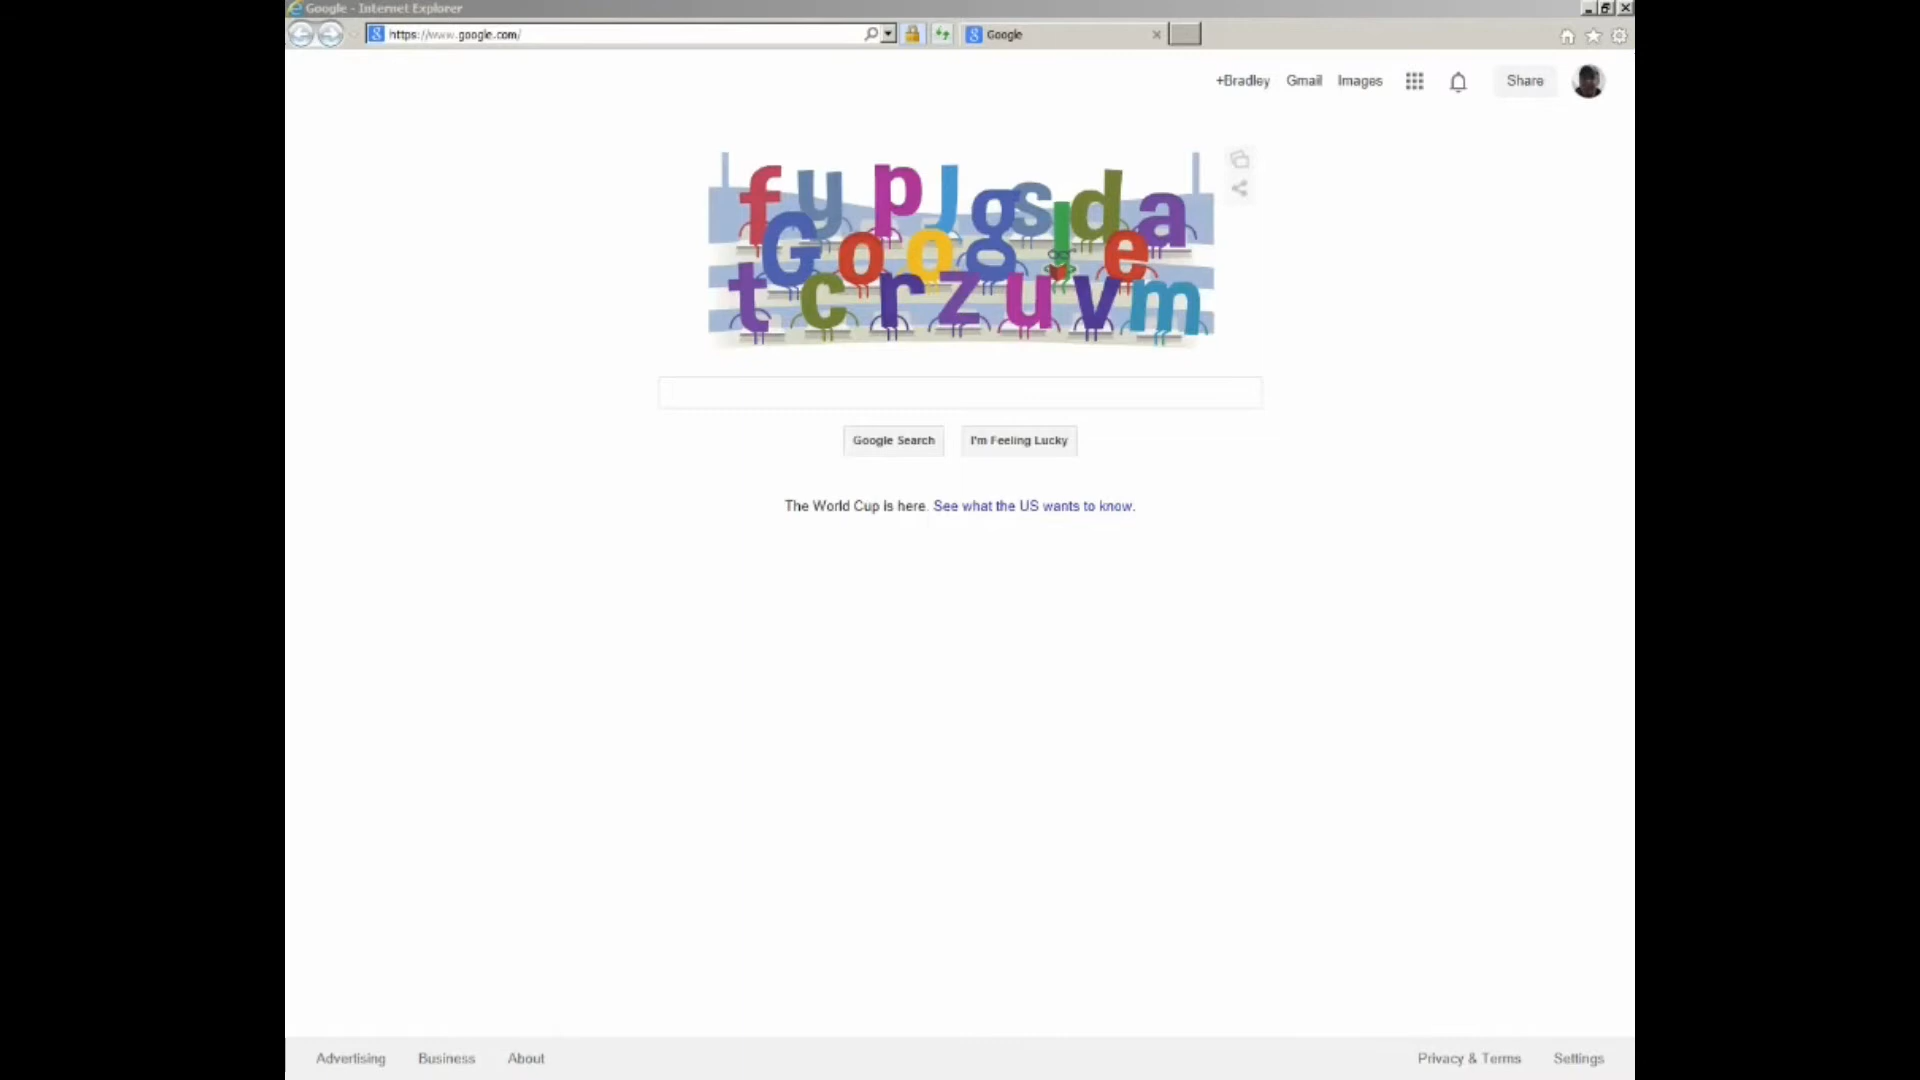 Google - Internet Explorer
https://www.google.com/
Google
+Bradley Gmail Images Share
f y p j g s d a
G o o g l e
t c r z u v m
Google Search I'm Feeling Lucky
The World Cup is here. See what the US wants to know.
Advertising Business About Privacy & Terms Settings